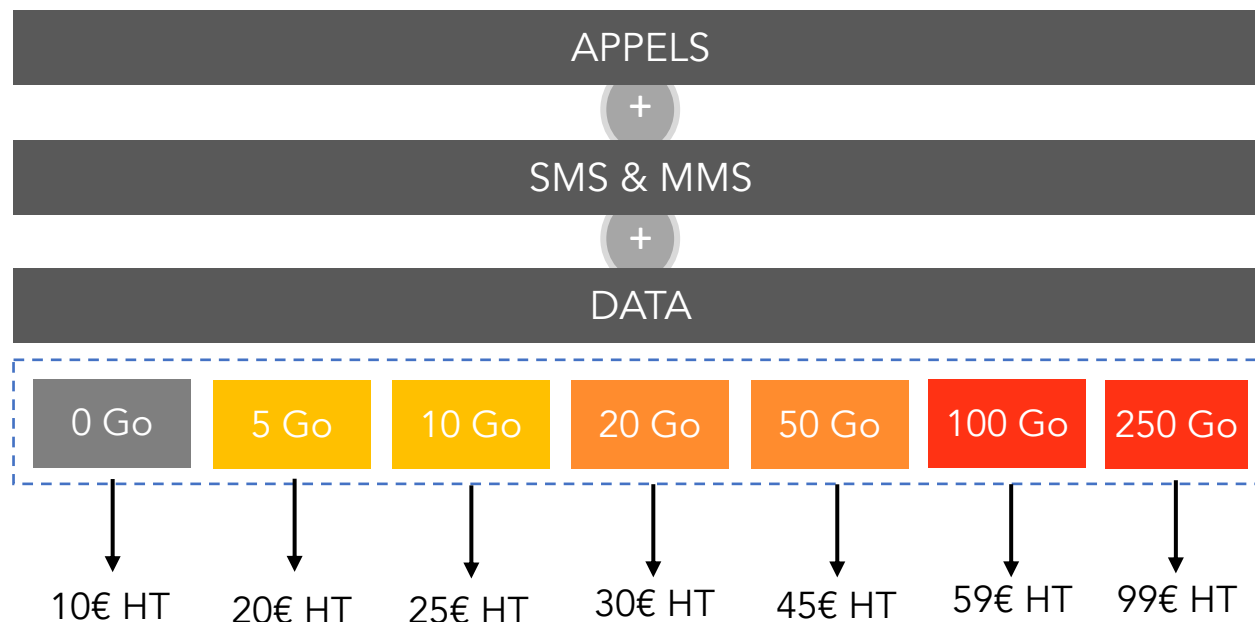 APPELS
+
SMS & MMS
+
DATA
0 Go 5 Go 10 Go 20 Go 50 Go 100 Go 250 Go
10€ HT 20€ HT 25€ HT 30€ HT 45€ HT 59€ HT 99€ HT